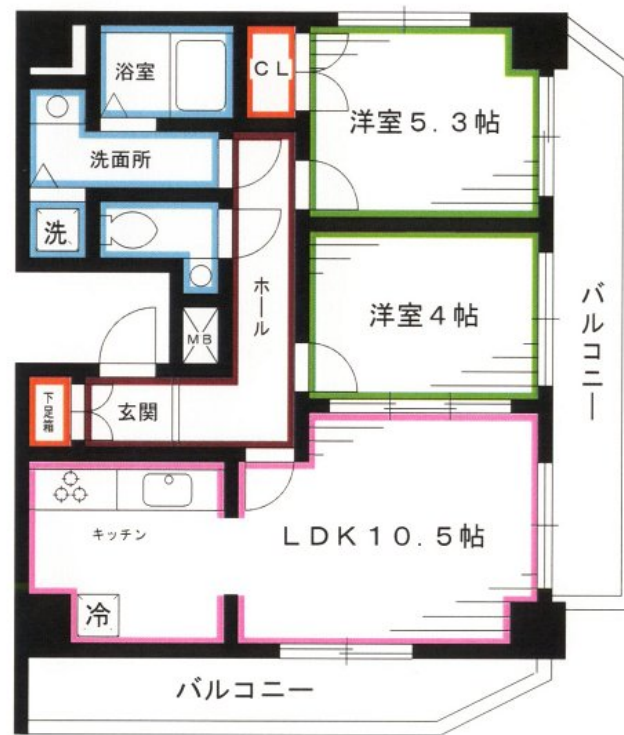 浴室
CL
洋室5.3帖
洗面所
洗
ホール
洋室4帖
バルコニー
MB
下足箱
玄関
キッチン
LDK10.5帖
冷
バルコニー